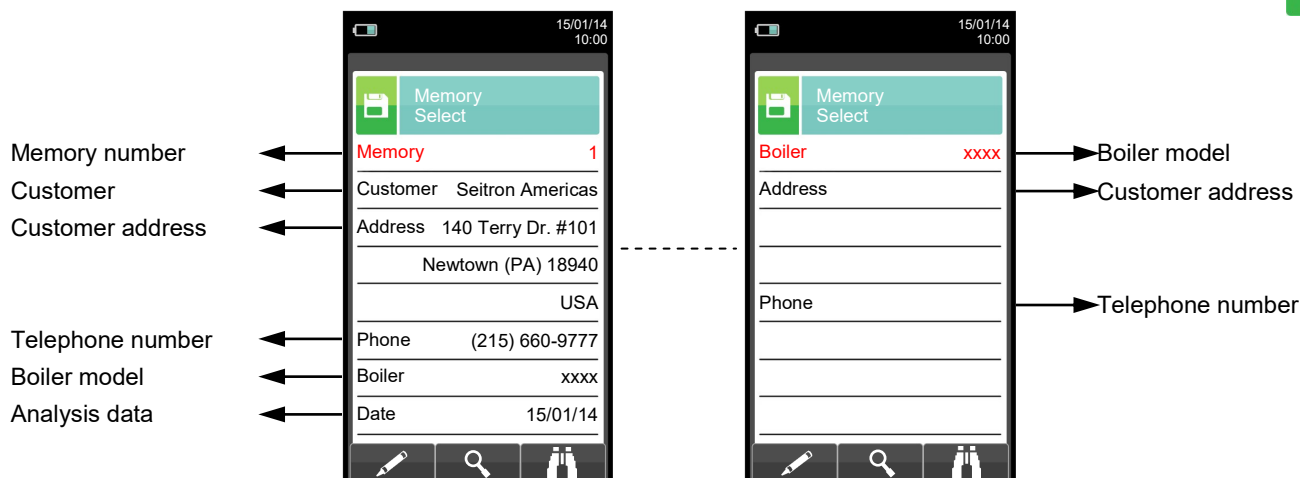 15/01/14
10:00
Memory
Select
Memory number
Memory 1
Customer
Customer Seitron Americas
Customer address
Address 140 Terry Dr. #101
Newtown (PA) 18940
USA
Telephone number
Phone (215) 660-9777
Boiler model
Boiler xxxx
Analysis data
Date 15/01/14
15/01/14
10:00
Memory
Select
Boiler xxxx
Boiler model
Address
Customer address
Phone
Telephone number